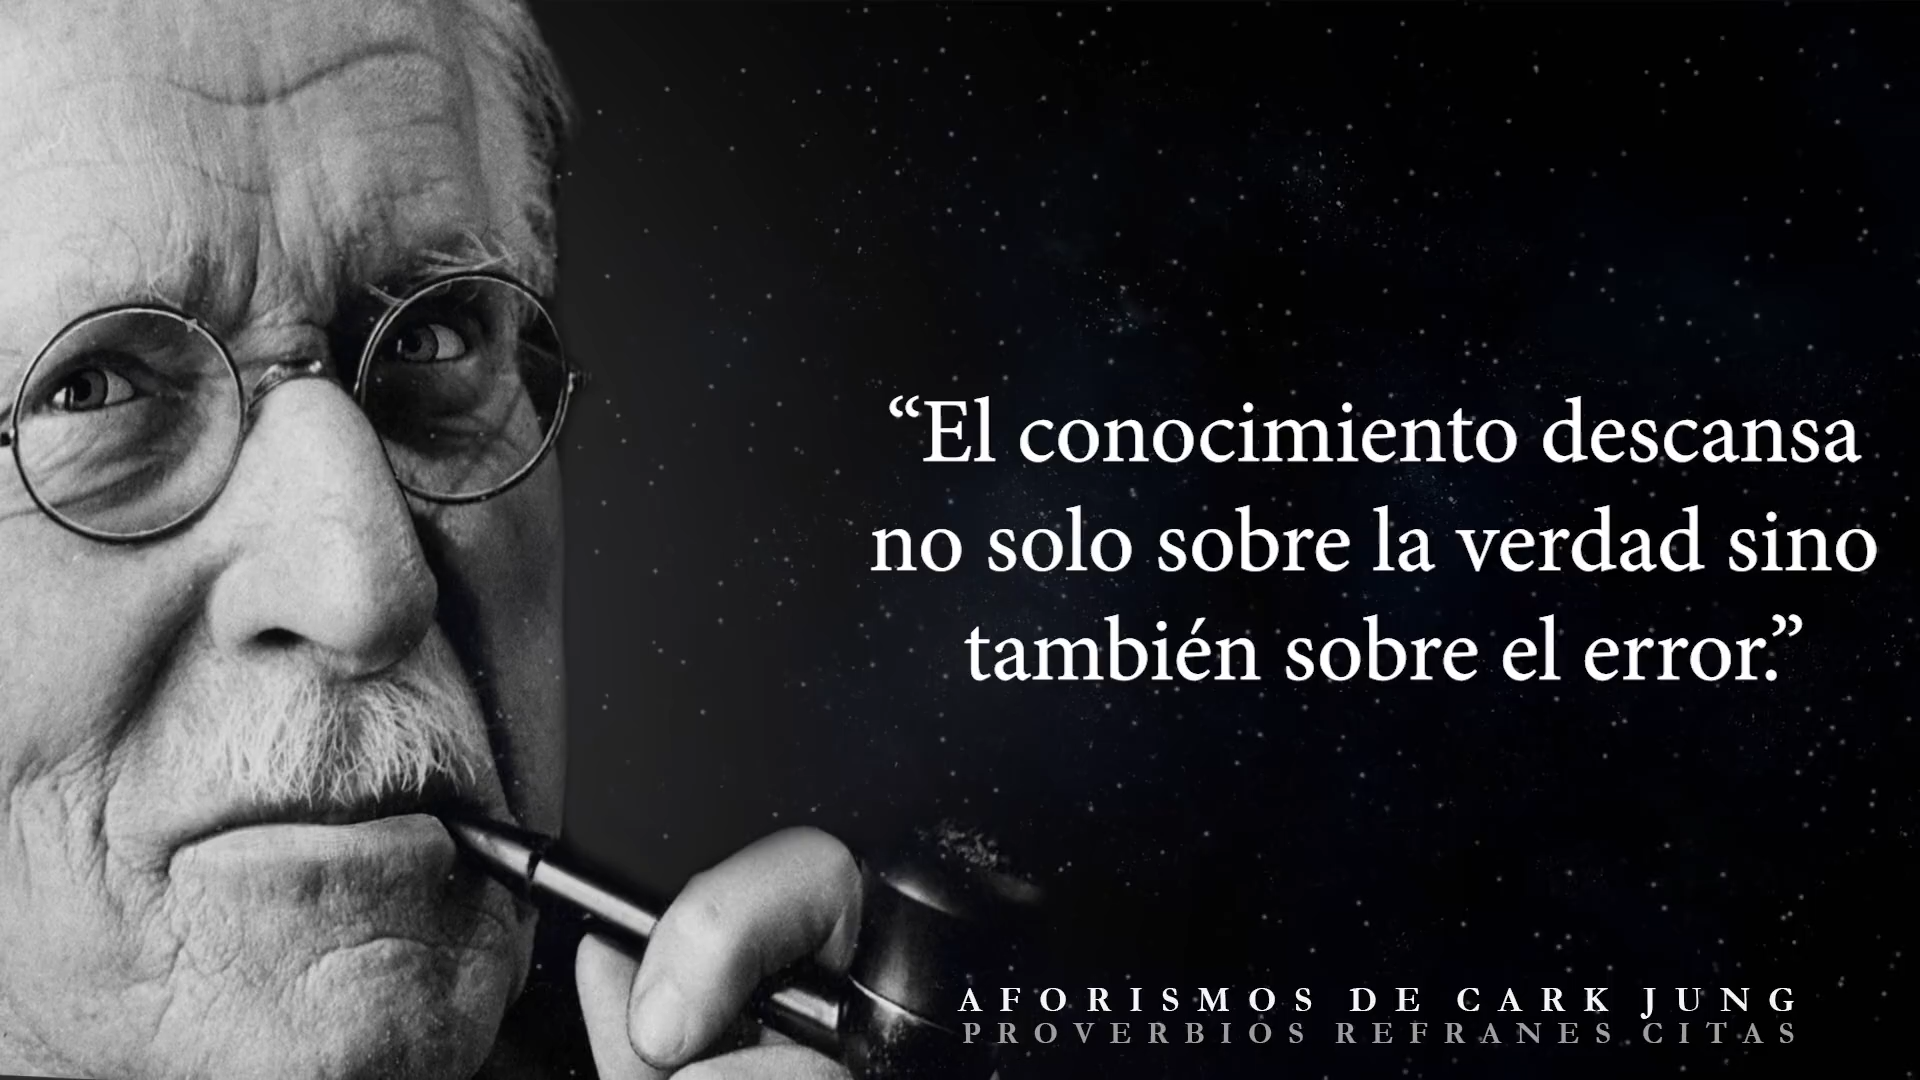 “El conocimiento descansa
no solo sobre la verdad sino
también sobre el error.”
AFORISMOS DE CARK JUNG
PROVERBIOS REFRANES CITAS